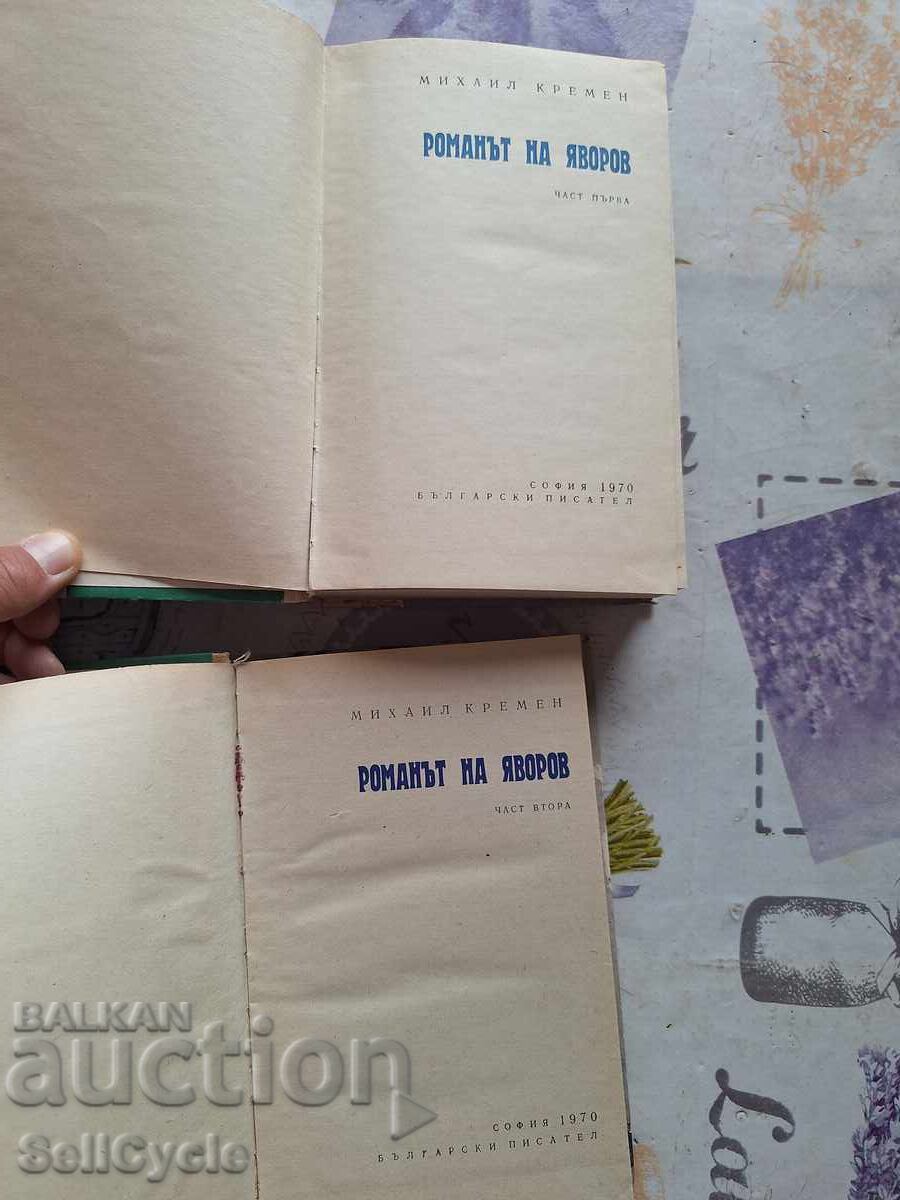 МИХАИЛ КРЕМЕН
РОМАНЪТ НА ЯВОРОВ
ЧАСТ ПЪРВА
СОФИЯ 1970
БЪЛГАРСКИ ПИСАТЕЛ
МИХАИЛ КРЕМЕН
РОМАНЪТ НА ЯВОРОВ
ЧАСТ ВТОРА
СОФИЯ 1970
БЪЛГАРСКИ ПИСАТЕЛ
BALKAN
auction
SellCycle
La